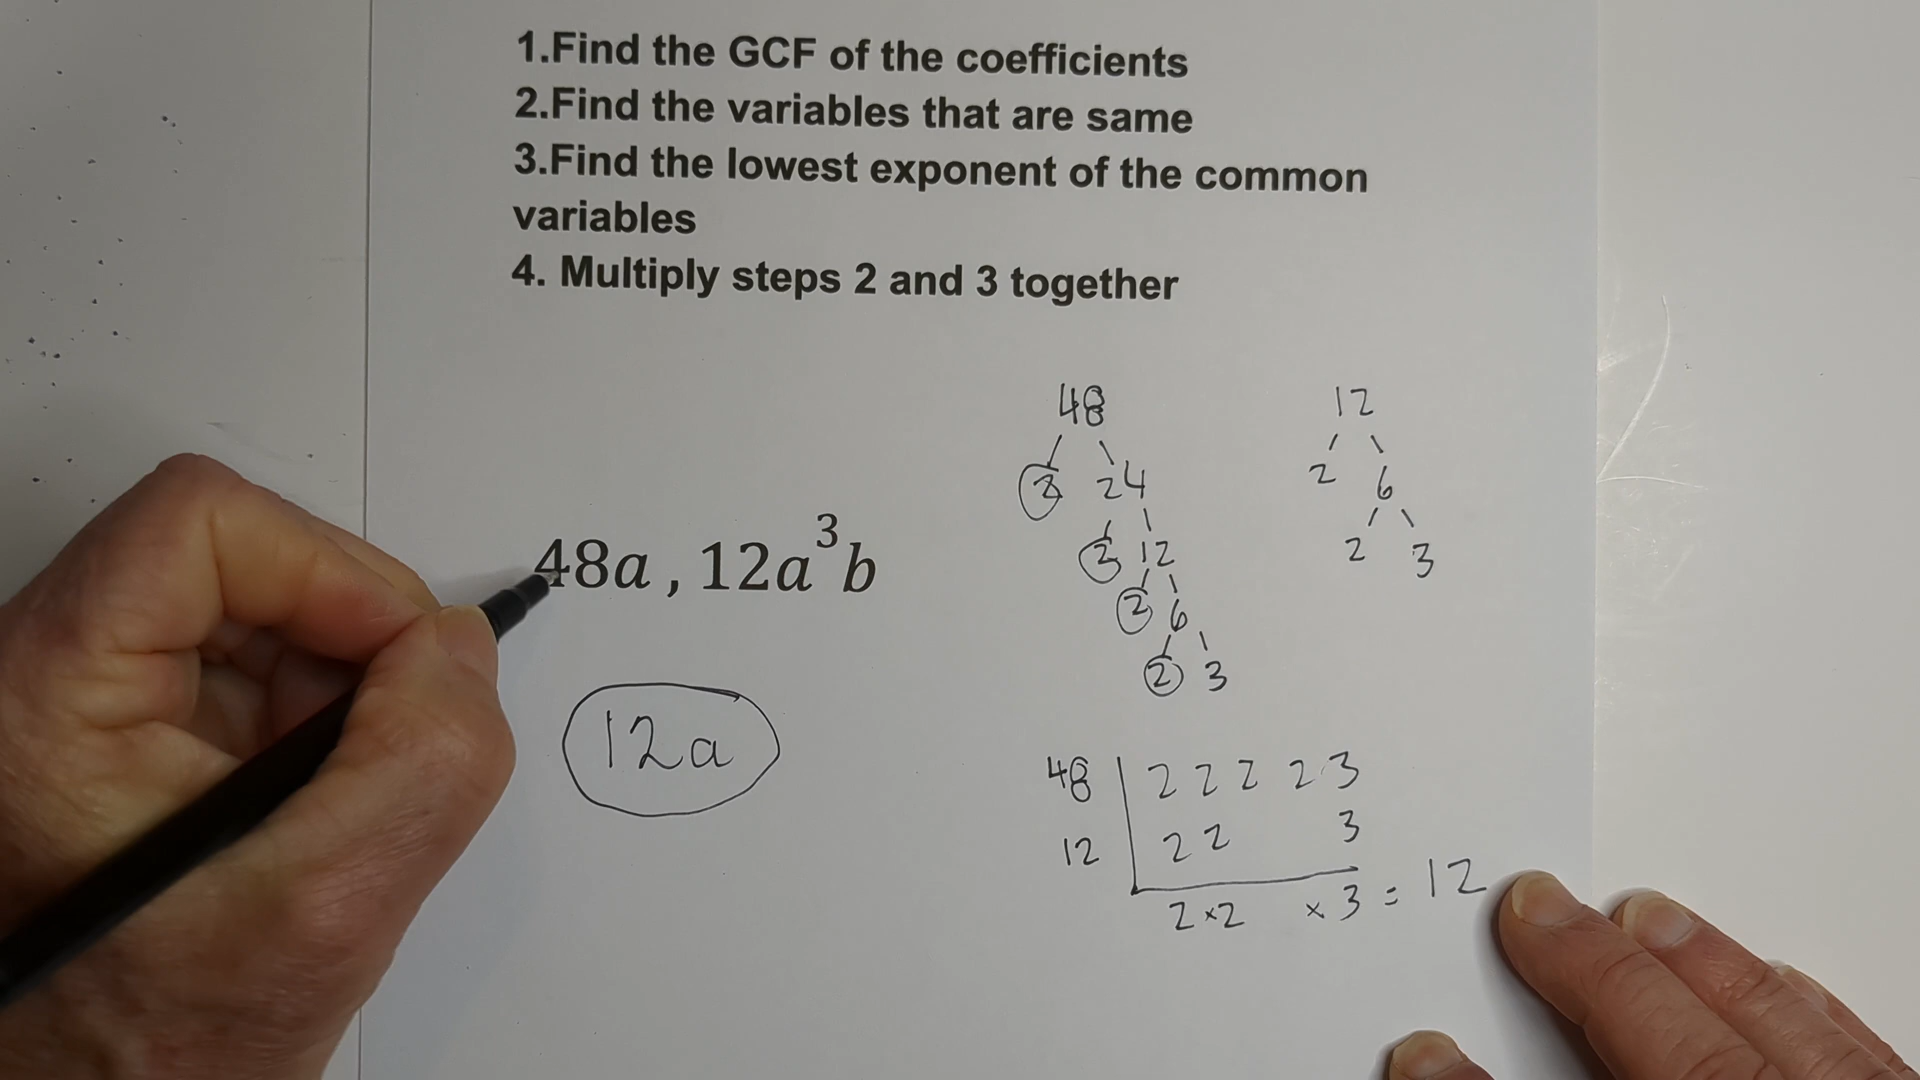 1.Find the GCF of the coefficients
2.Find the variables that are same
3.Find the lowest exponent of the common
variables
4. Multiply steps 2 and 3 together
48 12
2 24 2 6
2 12 2 3
2 6
2 3
48a , 12a³b
12a
48 2 2 2 2 3
12 2 2 3
2 × 2 × 3 = 12